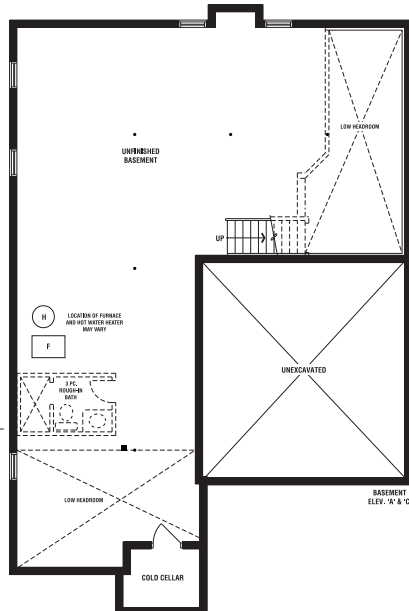 LOW HEADROOM
UNFINISHED
BASEMENT
UP
H
LOCATION OF FURNACE
AND HOT WATER HEATER
MAY VARY
F
UNEXCAVATED
3 PC.
ROUGH-IN
BATH
BASEMENT
ELEV. 'A' & 'C
LOW HEADROOM
COLD CELLAR